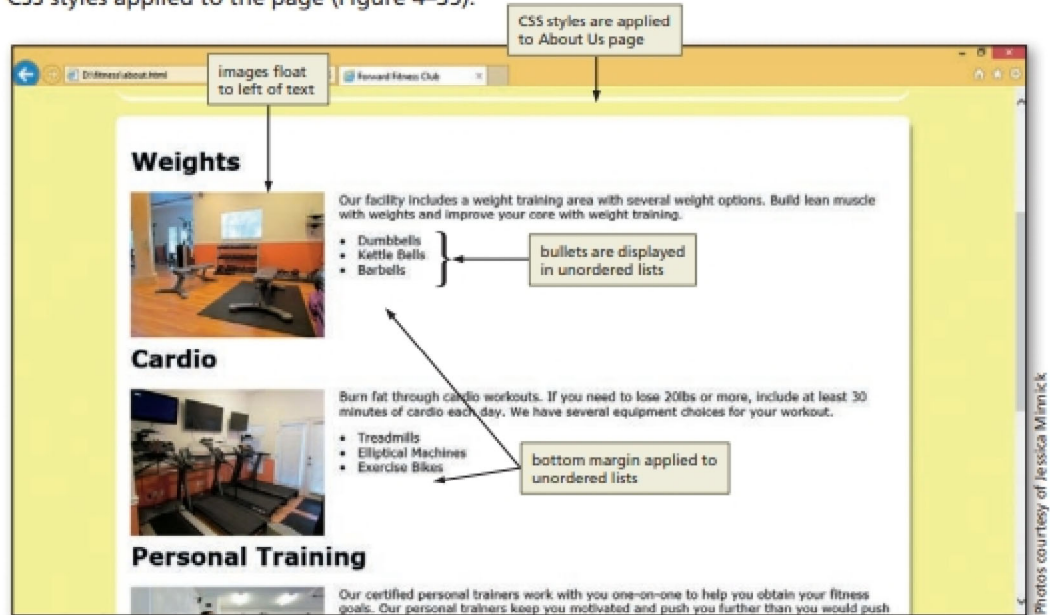 CSS styles applied to the page (Figure 4–35).
CSS styles are applied
to About Us page
images float
to left of text
D:\fitness\about.html
Forward Fitness Club
Weights
Our facility includes a weight training area with several weight options. Build lean muscle
with weights and improve your core with weight training.
• Dumbbells
• Kettle Bells
• Barbells
bullets are displayed
in unordered lists
Cardio
Burn fat through cardio workouts. If you need to lose 20lbs or more, include at least 30
minutes of cardio each day. We have several equipment choices for your workout.
• Treadmills
• Elliptical Machines
• Exercise Bikes
bottom margin applied to
unordered lists
Personal Training
Our certified personal trainers work with you one-on-one to help you obtain your fitness
goals. Our personal trainers keep you motivated and push you further than you would push
Photos courtesy of Jessica Minnick